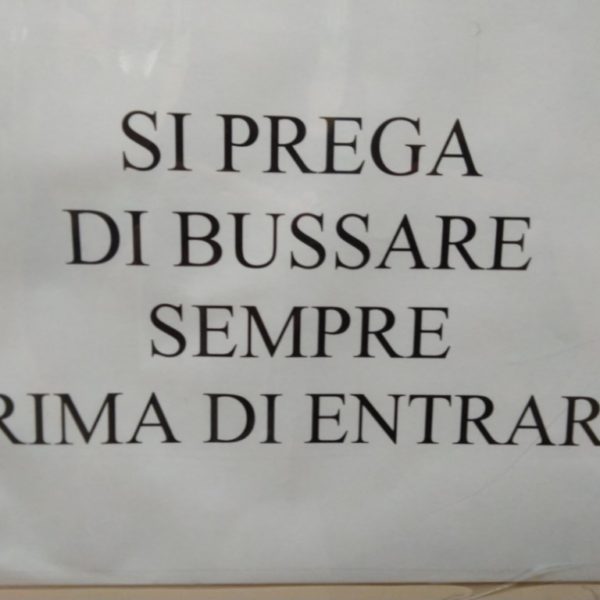 SI PREGA
DI BUSSARE
SEMPRE
RIMA DI ENTRAR